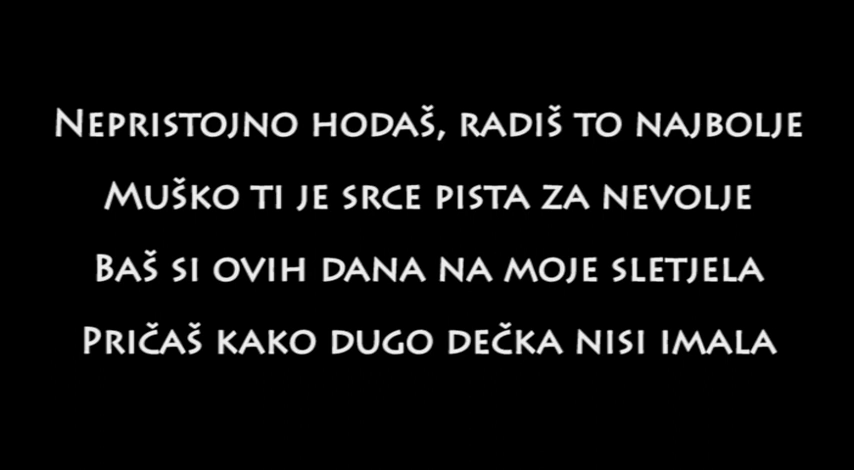 Nepristojno hodaš, radiš to najbolje
Muško ti je srce pista za nevolje
Baš si ovih dana na moje sletjela
Pričaš kako dugo dečka nisi imala